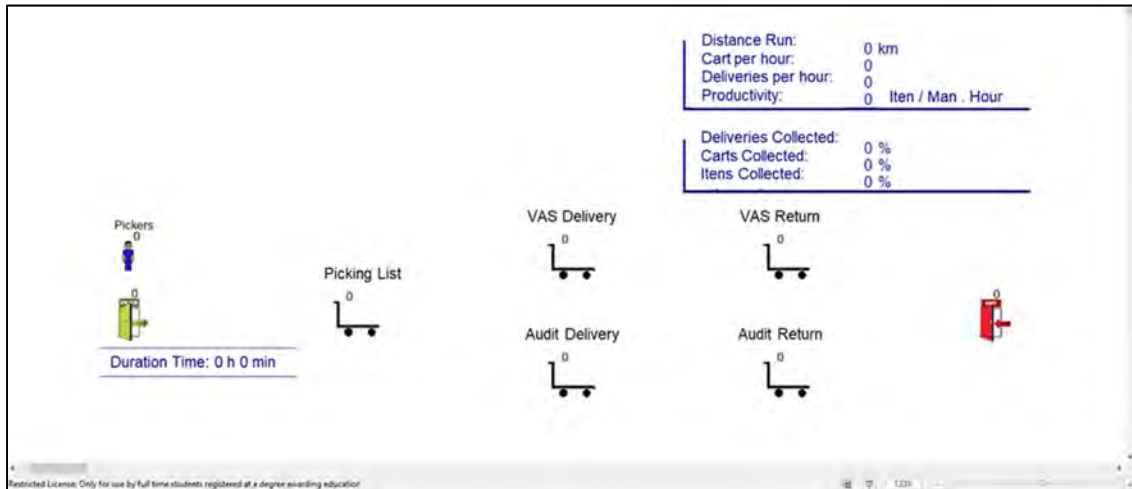 Distance Run: 0 km
Cart per hour: 0
Deliveries per hour: 0
Productivity: 0 Iten / Man . Hour
Deliveries Collected: 0 %
Carts Collected: 0 %
Itens Collected: 0 %
Pickers
0
VAS Delivery
0
VAS Return
0
Picking List
0
0
0
Duration Time: 0 h 0 min
Audit Delivery
0
Audit Return
0
Restricted License: Only for use by full time students registered at a degree awarding education